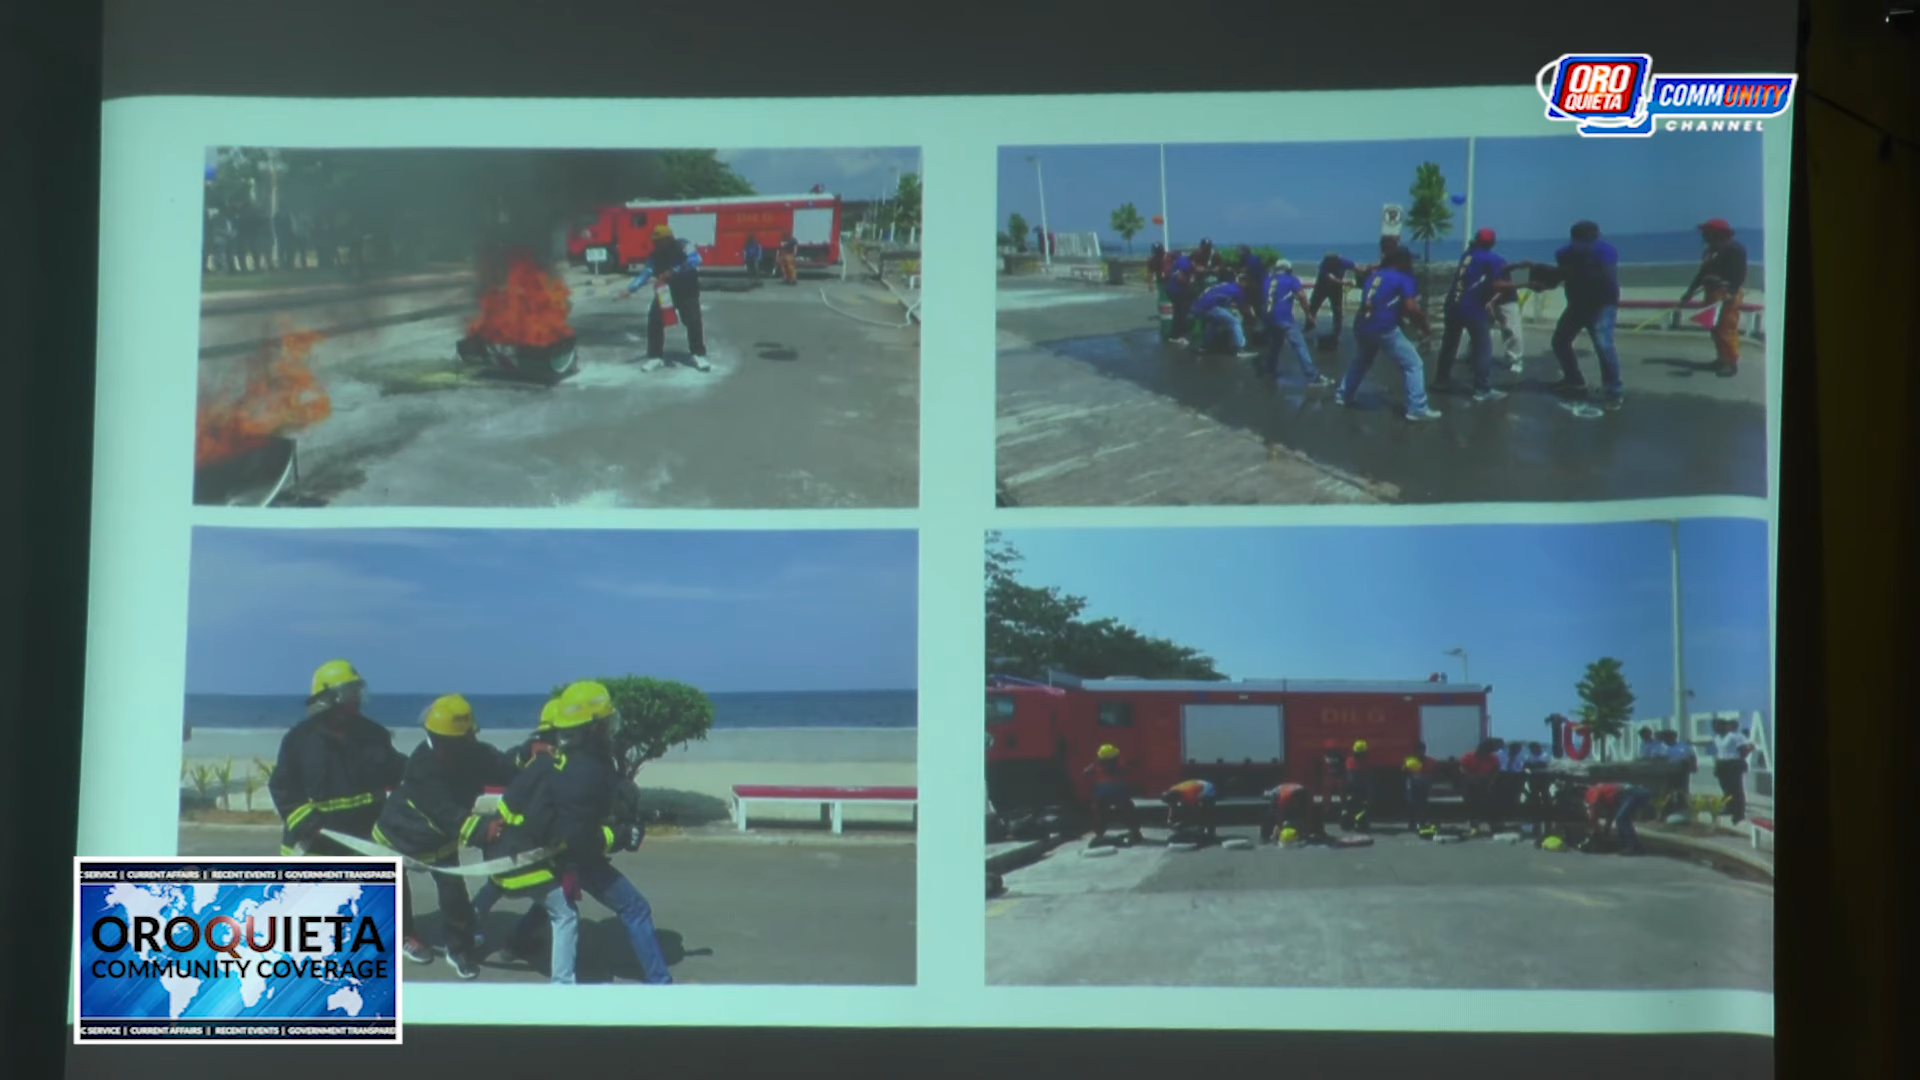 ORO
QUIETA
COMMUNITY
CHANNEL
DILG
C SERVICE || CURRENT AFFAIRS || RECENT EVENTS || GOVERNMENT TRANSPAREN
OROQUIETA
COMMUNITY COVERAGE
C SERVICE || CURRENT AFFAIRS || RECENT EVENTS || GOVERNMENT TRANSPAREN